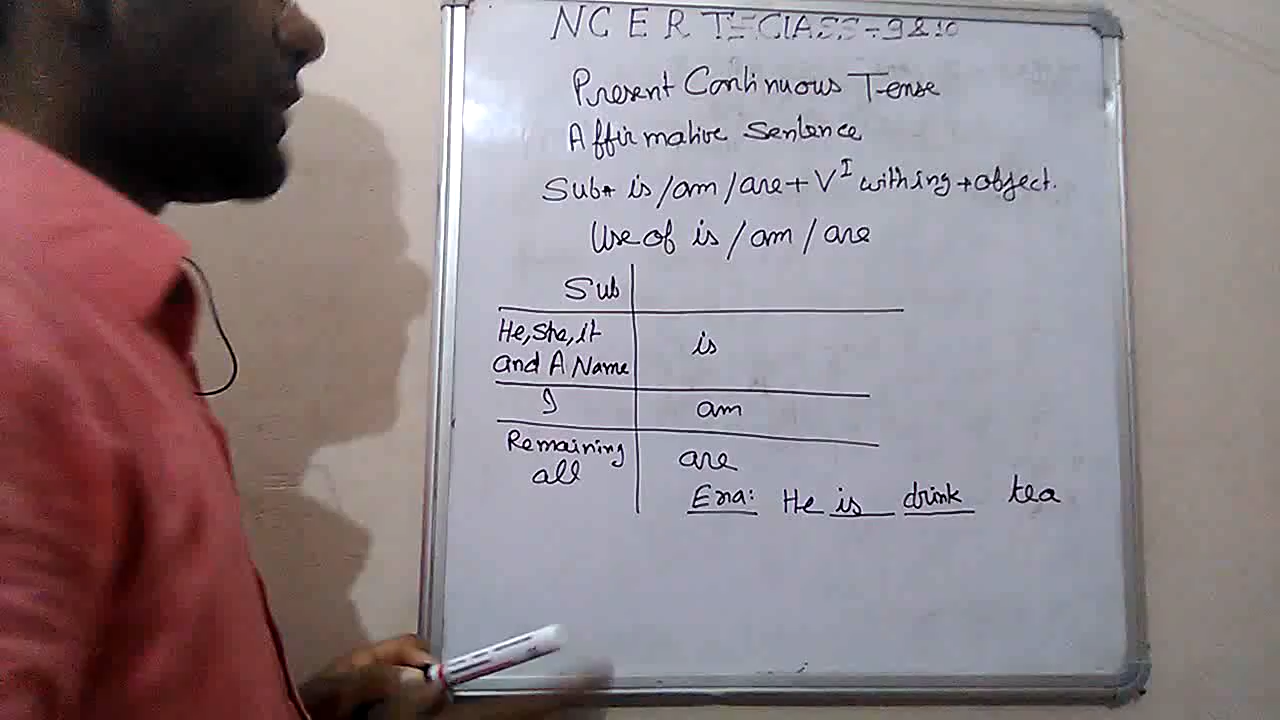 NCERT CLASS - 9 & 10
Present Continuous Tense
Affirmative Sentence
Sub + is / am / are + V I with ing + object.
Use of is / am / are
Sub
He, She, it
and A Name
is
I
am
Remaining
all
are
Exa: He is drink tea